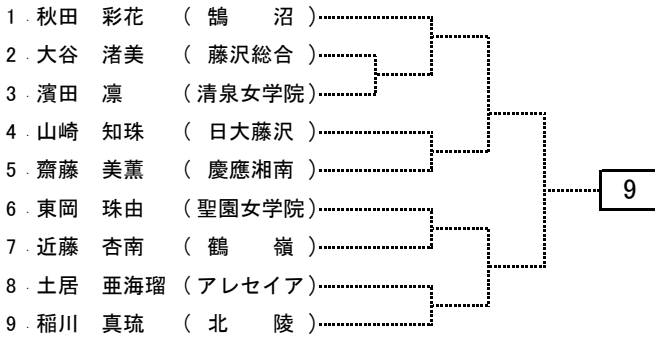 1 秋田 彩花 （ 鵠 沼 ）
2 大谷 渚美 （ 藤沢総合 ）
3 濱田 凛 （清泉女学院）
4 山崎 知珠 （ 日大藤沢 ）
5 齋藤 美薫 （ 慶應湘南 ）
6 東岡 珠由 （聖園女学院）
7 近藤 杏南 （ 鶴 嶺 ）
8 土居 亜海瑠 （アレセイア）
9 稲川 真琉 （ 北 陵 ）
9